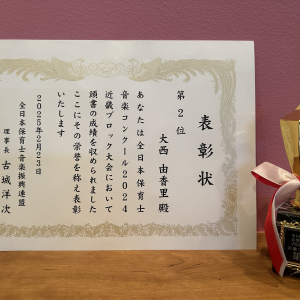 表彰状
第2位
大西 由香里 殿
あなたは全日本保育士
音楽コンクール2024
近畿ブロック大会において
頭書の成績を収められました
ここにその栄誉を称え表彰
いたします
2025年2月23日
全日本保育士音楽振興連盟
理事長 古城洋次